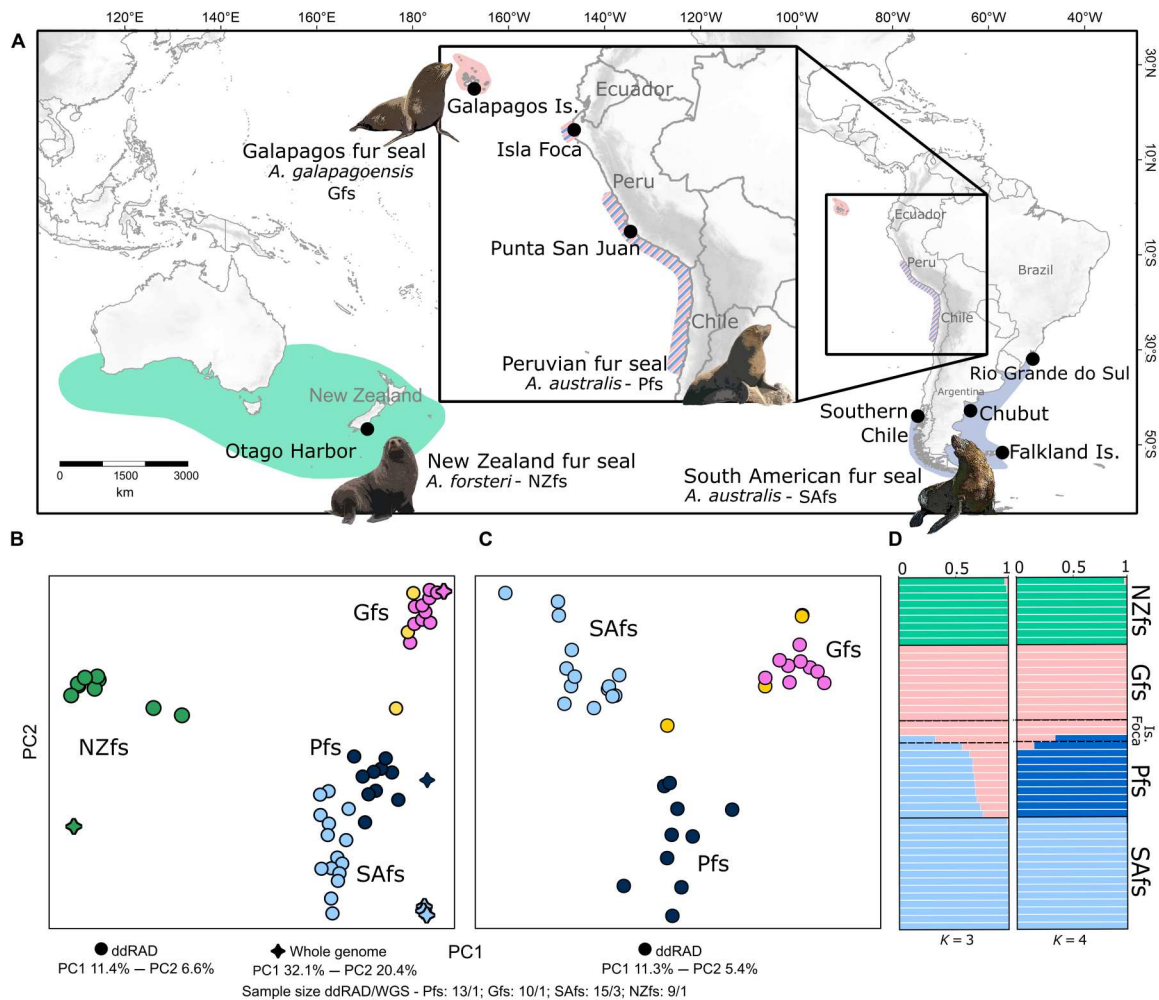 120°E 140°E 160°E 180° 160°W 140°W 120°W 100°W 80°W 60°W 40°W
A
30°N
10°N
10°S
30°S
50°S
Galapagos fur seal
A. galapagoensis
Gfs
Galapagos Is.
Isla Foca
Punta San Juan
Ecuador
Peru
Chile
Peruvian fur seal
A. australis - Pfs
New Zealand
Otago Harbor
New Zealand fur seal
A. forsteri - NZfs
0 1500 3000
km
Ecuador
Peru
Brazil
Chile
Argentina
Rio Grande do Sul
Southern
Chile
Chubut
Falkland Is.
South American fur seal
A. australis - SAfs
B
PC2
Gfs
NZfs
Pfs
SAfs
C
SAfs
Gfs
Pfs
PC1
ddRAD
PC1 11.4% — PC2 6.6%
Whole genome
PC1 32.1% — PC2 20.4%
ddRAD
PC1 11.3% — PC2 5.4%
Sample size ddRAD/WGS - Pfs: 13/1; Gfs: 10/1; SAfs: 15/3; NZfs: 9/1
D
0 0.5 1 0 0.5 1
NZfs
Gfs
Is.
Foca
Pfs
SAfs
K = 3 K = 4